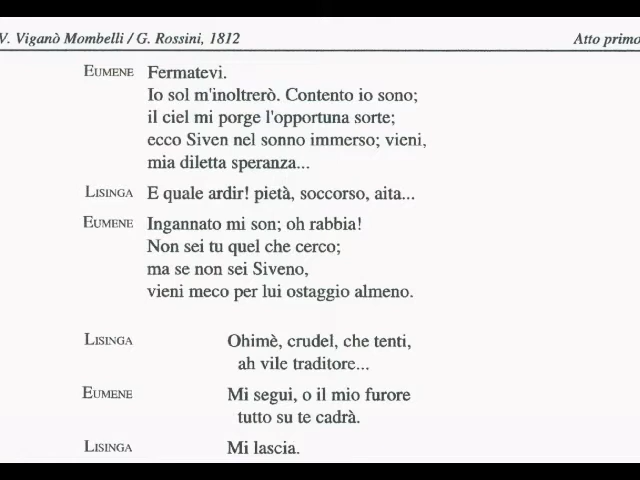 V. Viganò Mombelli / G. Rossini, 1812 Atto primo
EUMENE Fermatevi.
Io sol m'inoltrerò. Contento io sono;
il ciel mi porge l'opportuna sorte;
ecco Siven nel sonno immerso; vieni,
mia diletta speranza...
LISINGA E quale ardir! pietà, soccorso, aita...
EUMENE Ingannato mi son; oh rabbia!
Non sei tu quel che cerco;
ma se non sei Siveno,
vieni meco per lui ostaggio almeno.
LISINGA Ohimè, crudel, che tenti,
ah vile traditore...
EUMENE Mi segui, o il mio furore
tutto su te cadrà.
LISINGA Mi lascia.